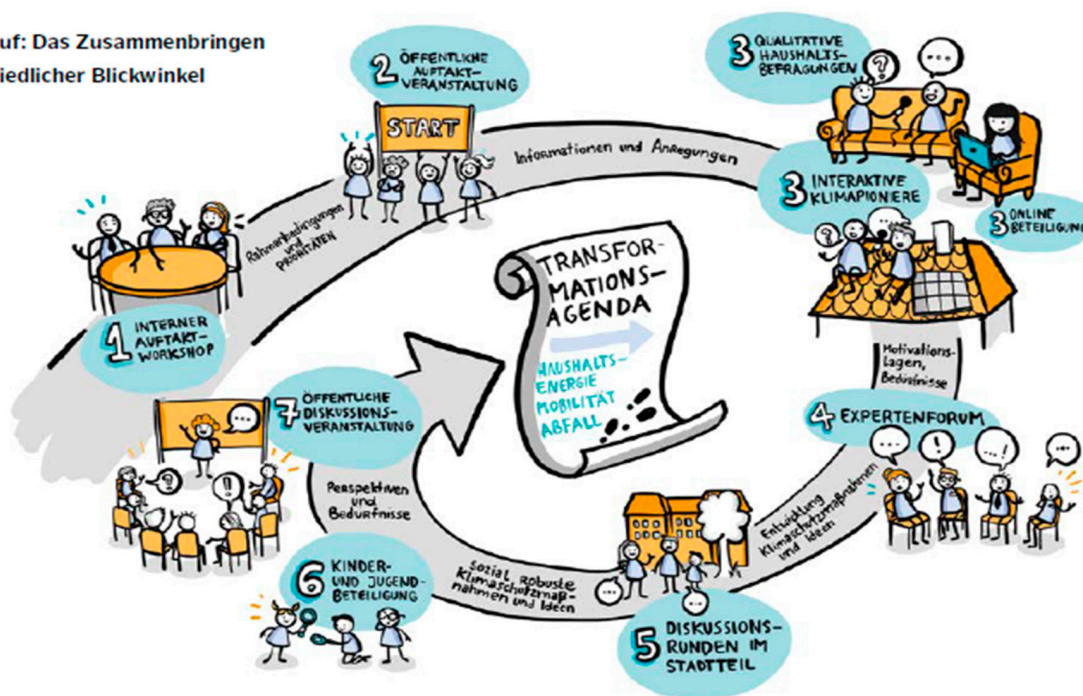 uf: Das Zusammenbringen
iedlicher Blickwinkel
1 INTERNER
AUFTAKT-
WORKSHOP
Rahmenbedingungen
und
PRIORITÄTEN
2 ÖFFENTLICHE
AUFTAKT-
VERANSTALTUNG
START
Informationen und Anregungen
3 QUALITATIVE
HAUSHALTS-
BEFRAGUNGEN
?
...
3 INTERAKTIVE
KLIMAPIONIERE
3 ONLINE
BETEILIGUNG
?
...
Motivations-
lagen,
Bedürfnisse
4 EXPERTENFORUM
...
!
...!
...
Entwicklung
Klimaschutzmaßnahmen
und Ideen
5 DISKUSSIONS-
RUNDEN IM
STADTTEIL
...
...
Sozial robuste
Klimaschutzmaß-
nahmen und Ideen
6 KINDER-
UND JUGEND-
BETEILIGUNG
Perspektiven
und
Bedürfnisse
7 ÖFFENTLICHE
DISKUSSIONS-
VERANSTALTUNG
...
?
!
TRANSFOR-
MATIONS-
AGENDA
HAUSHALTS-
ENERGIE
MOBILITÄT
ABFALL